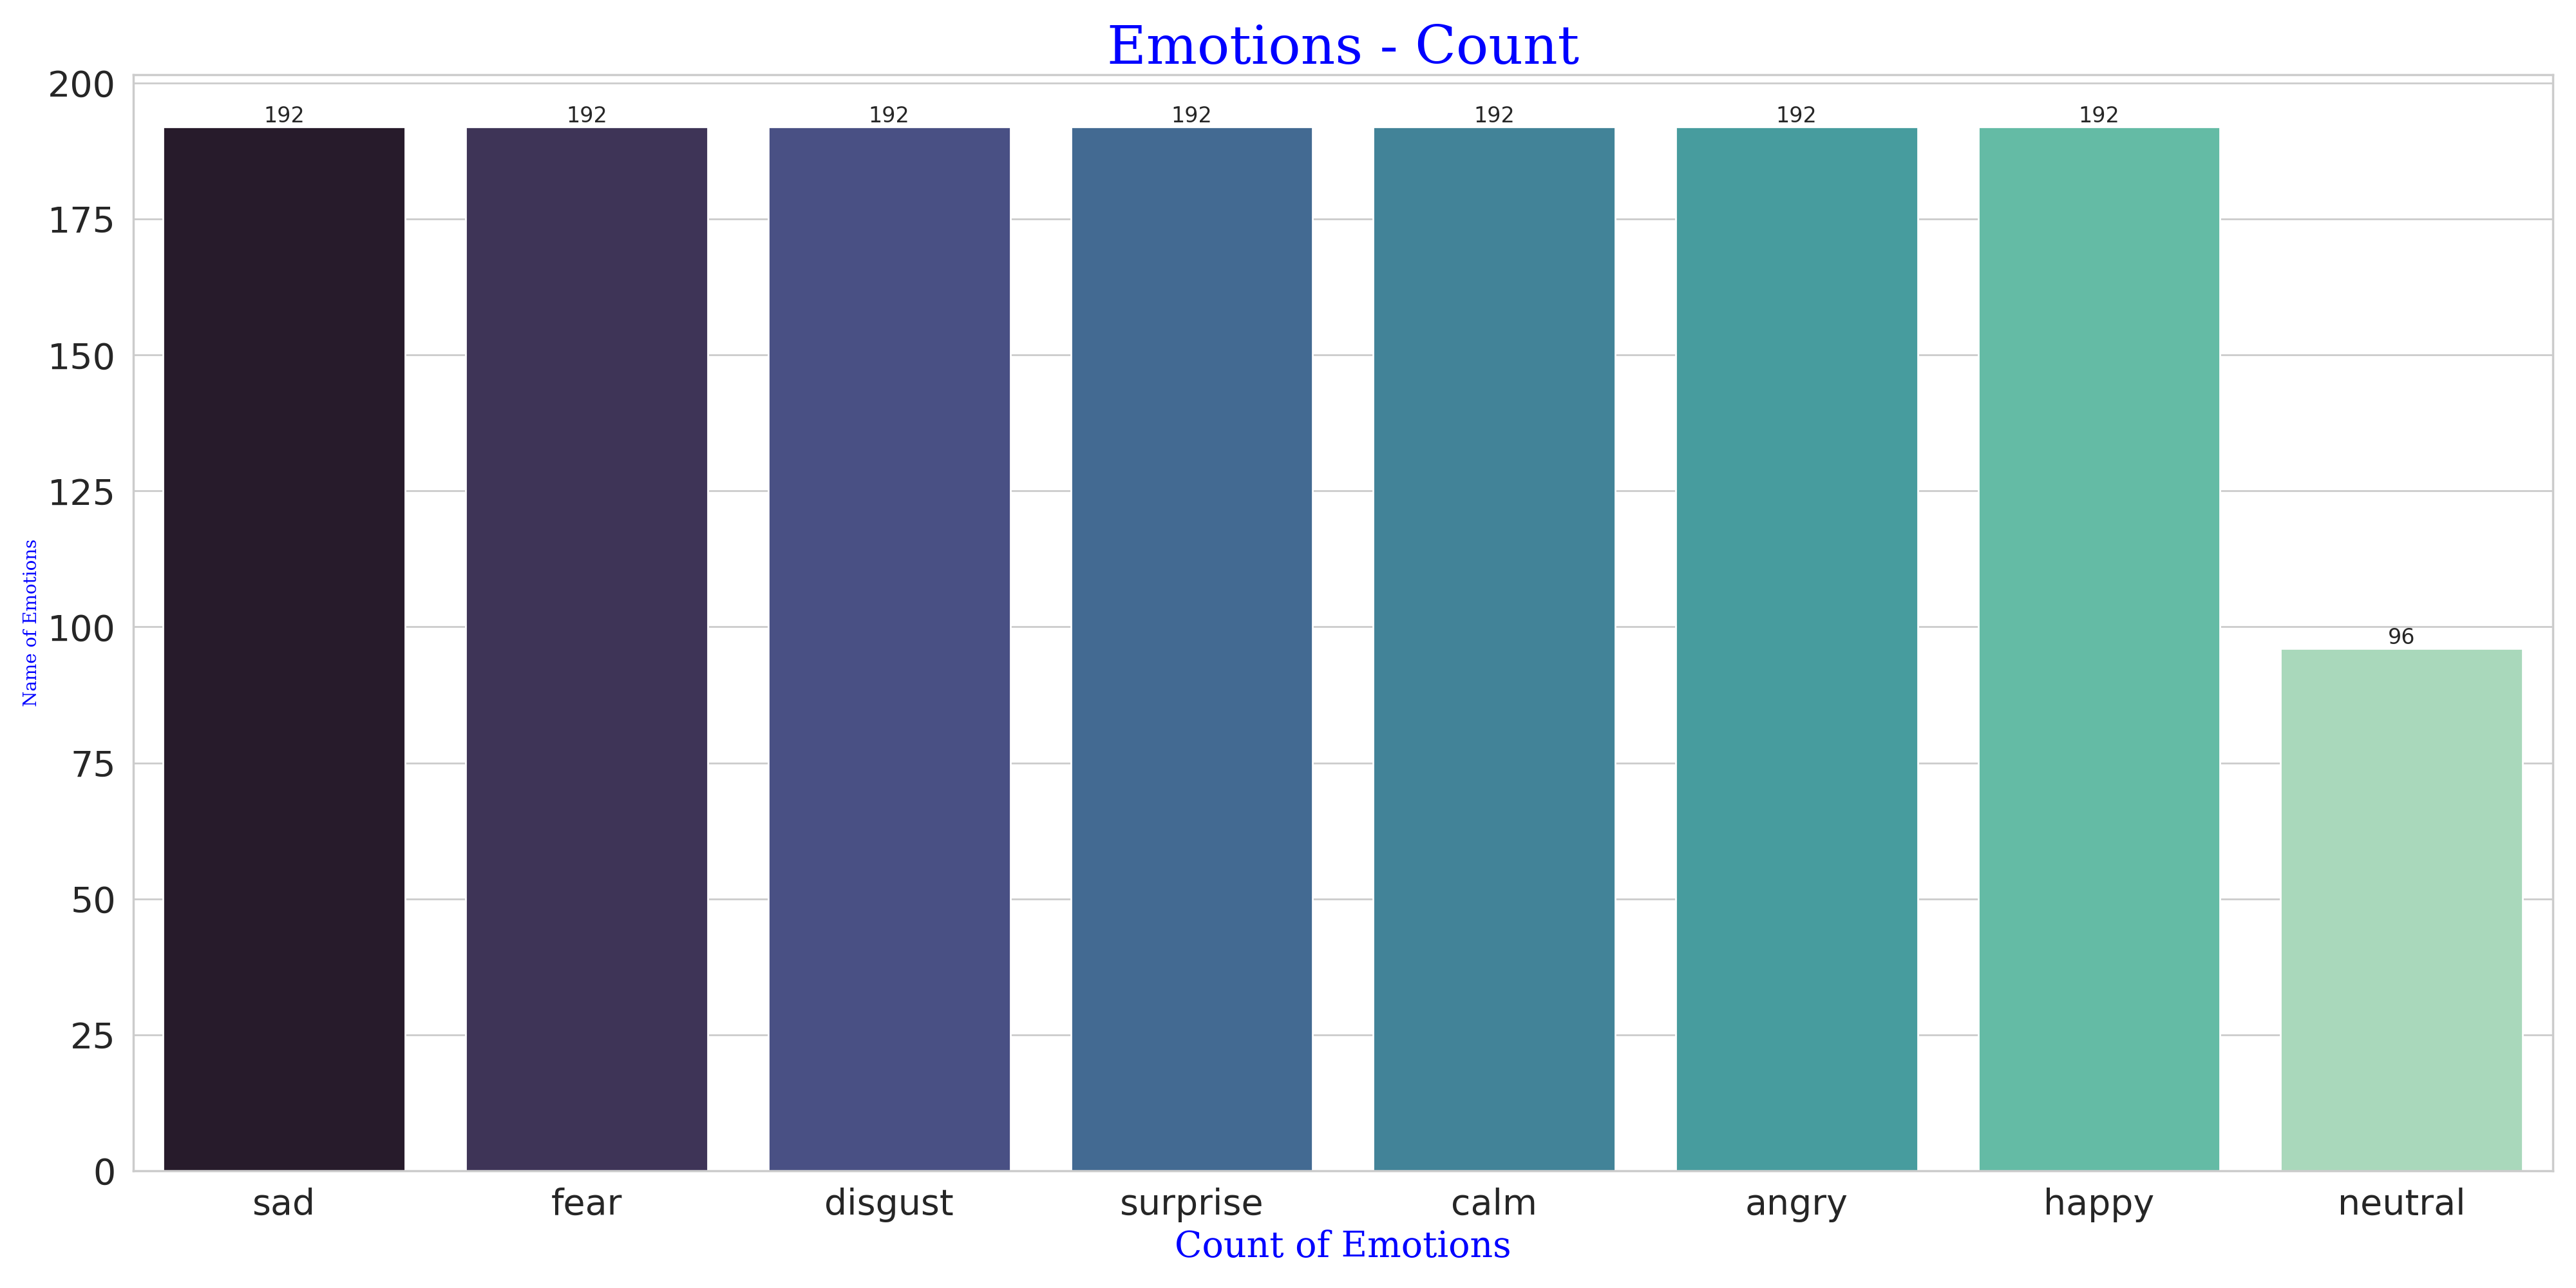 Emotions - Count
200
175
150
125
100
75
50
25
0
Name of Emotions
192 192 192 192 192 192 192 96
sad fear disgust surprise calm angry happy neutral
Count of Emotions